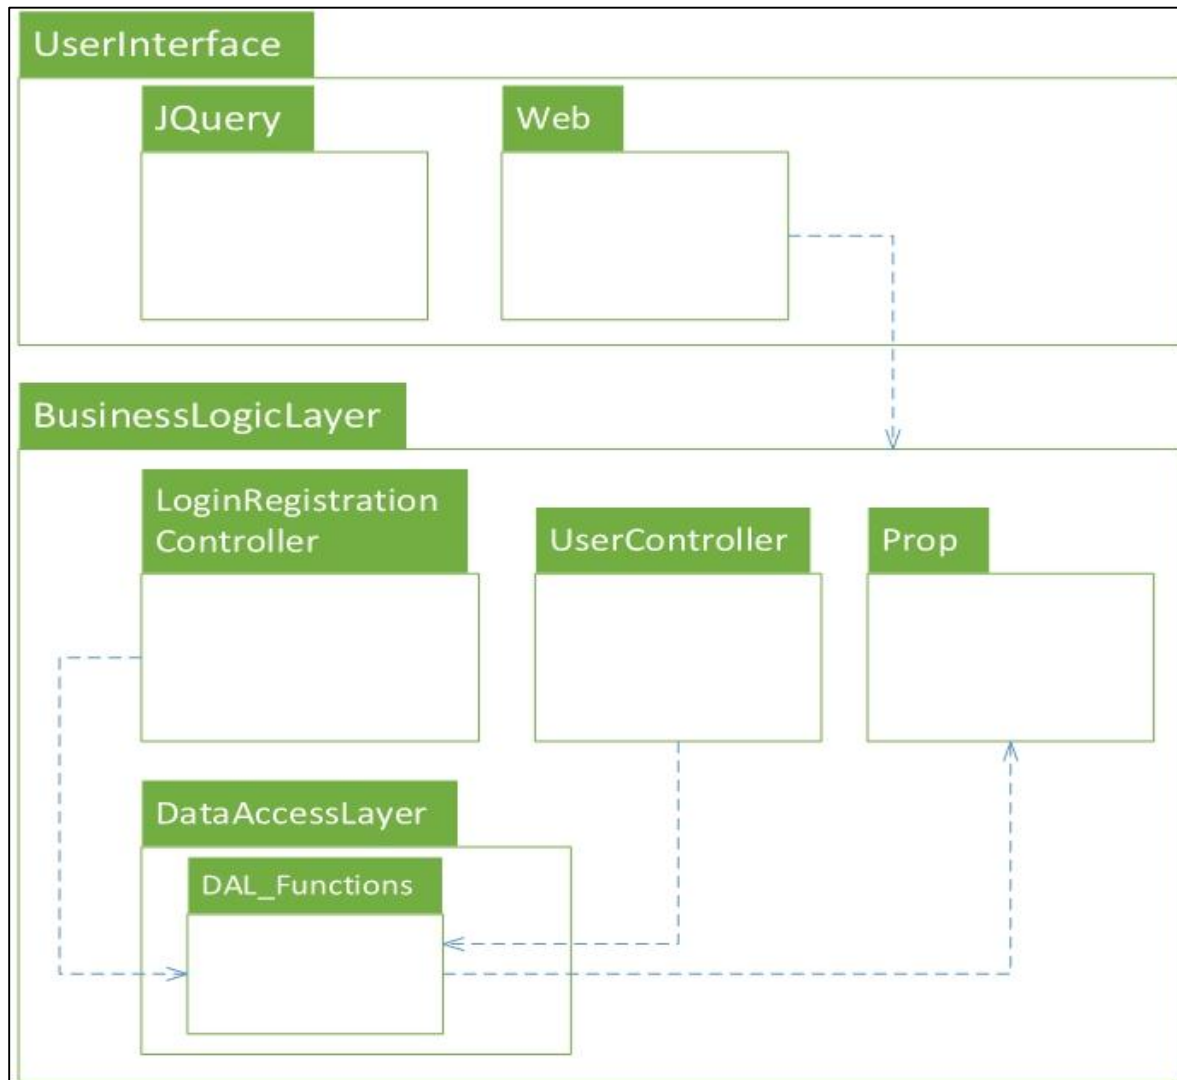 UserInterface
JQuery
Web
BusinessLogicLayer
LoginRegistration
Controller
UserController
Prop
DataAccessLayer
DAL_Functions